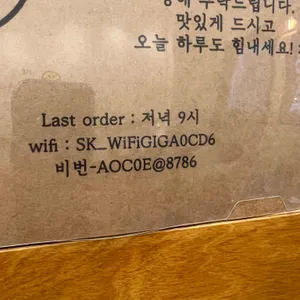 맛있게 드시고
오늘 하루도 힘내세요!
Last order : 저녁 9시
wifi : SK_WiFiGIGA0CD6
비번-AOC0E@8786